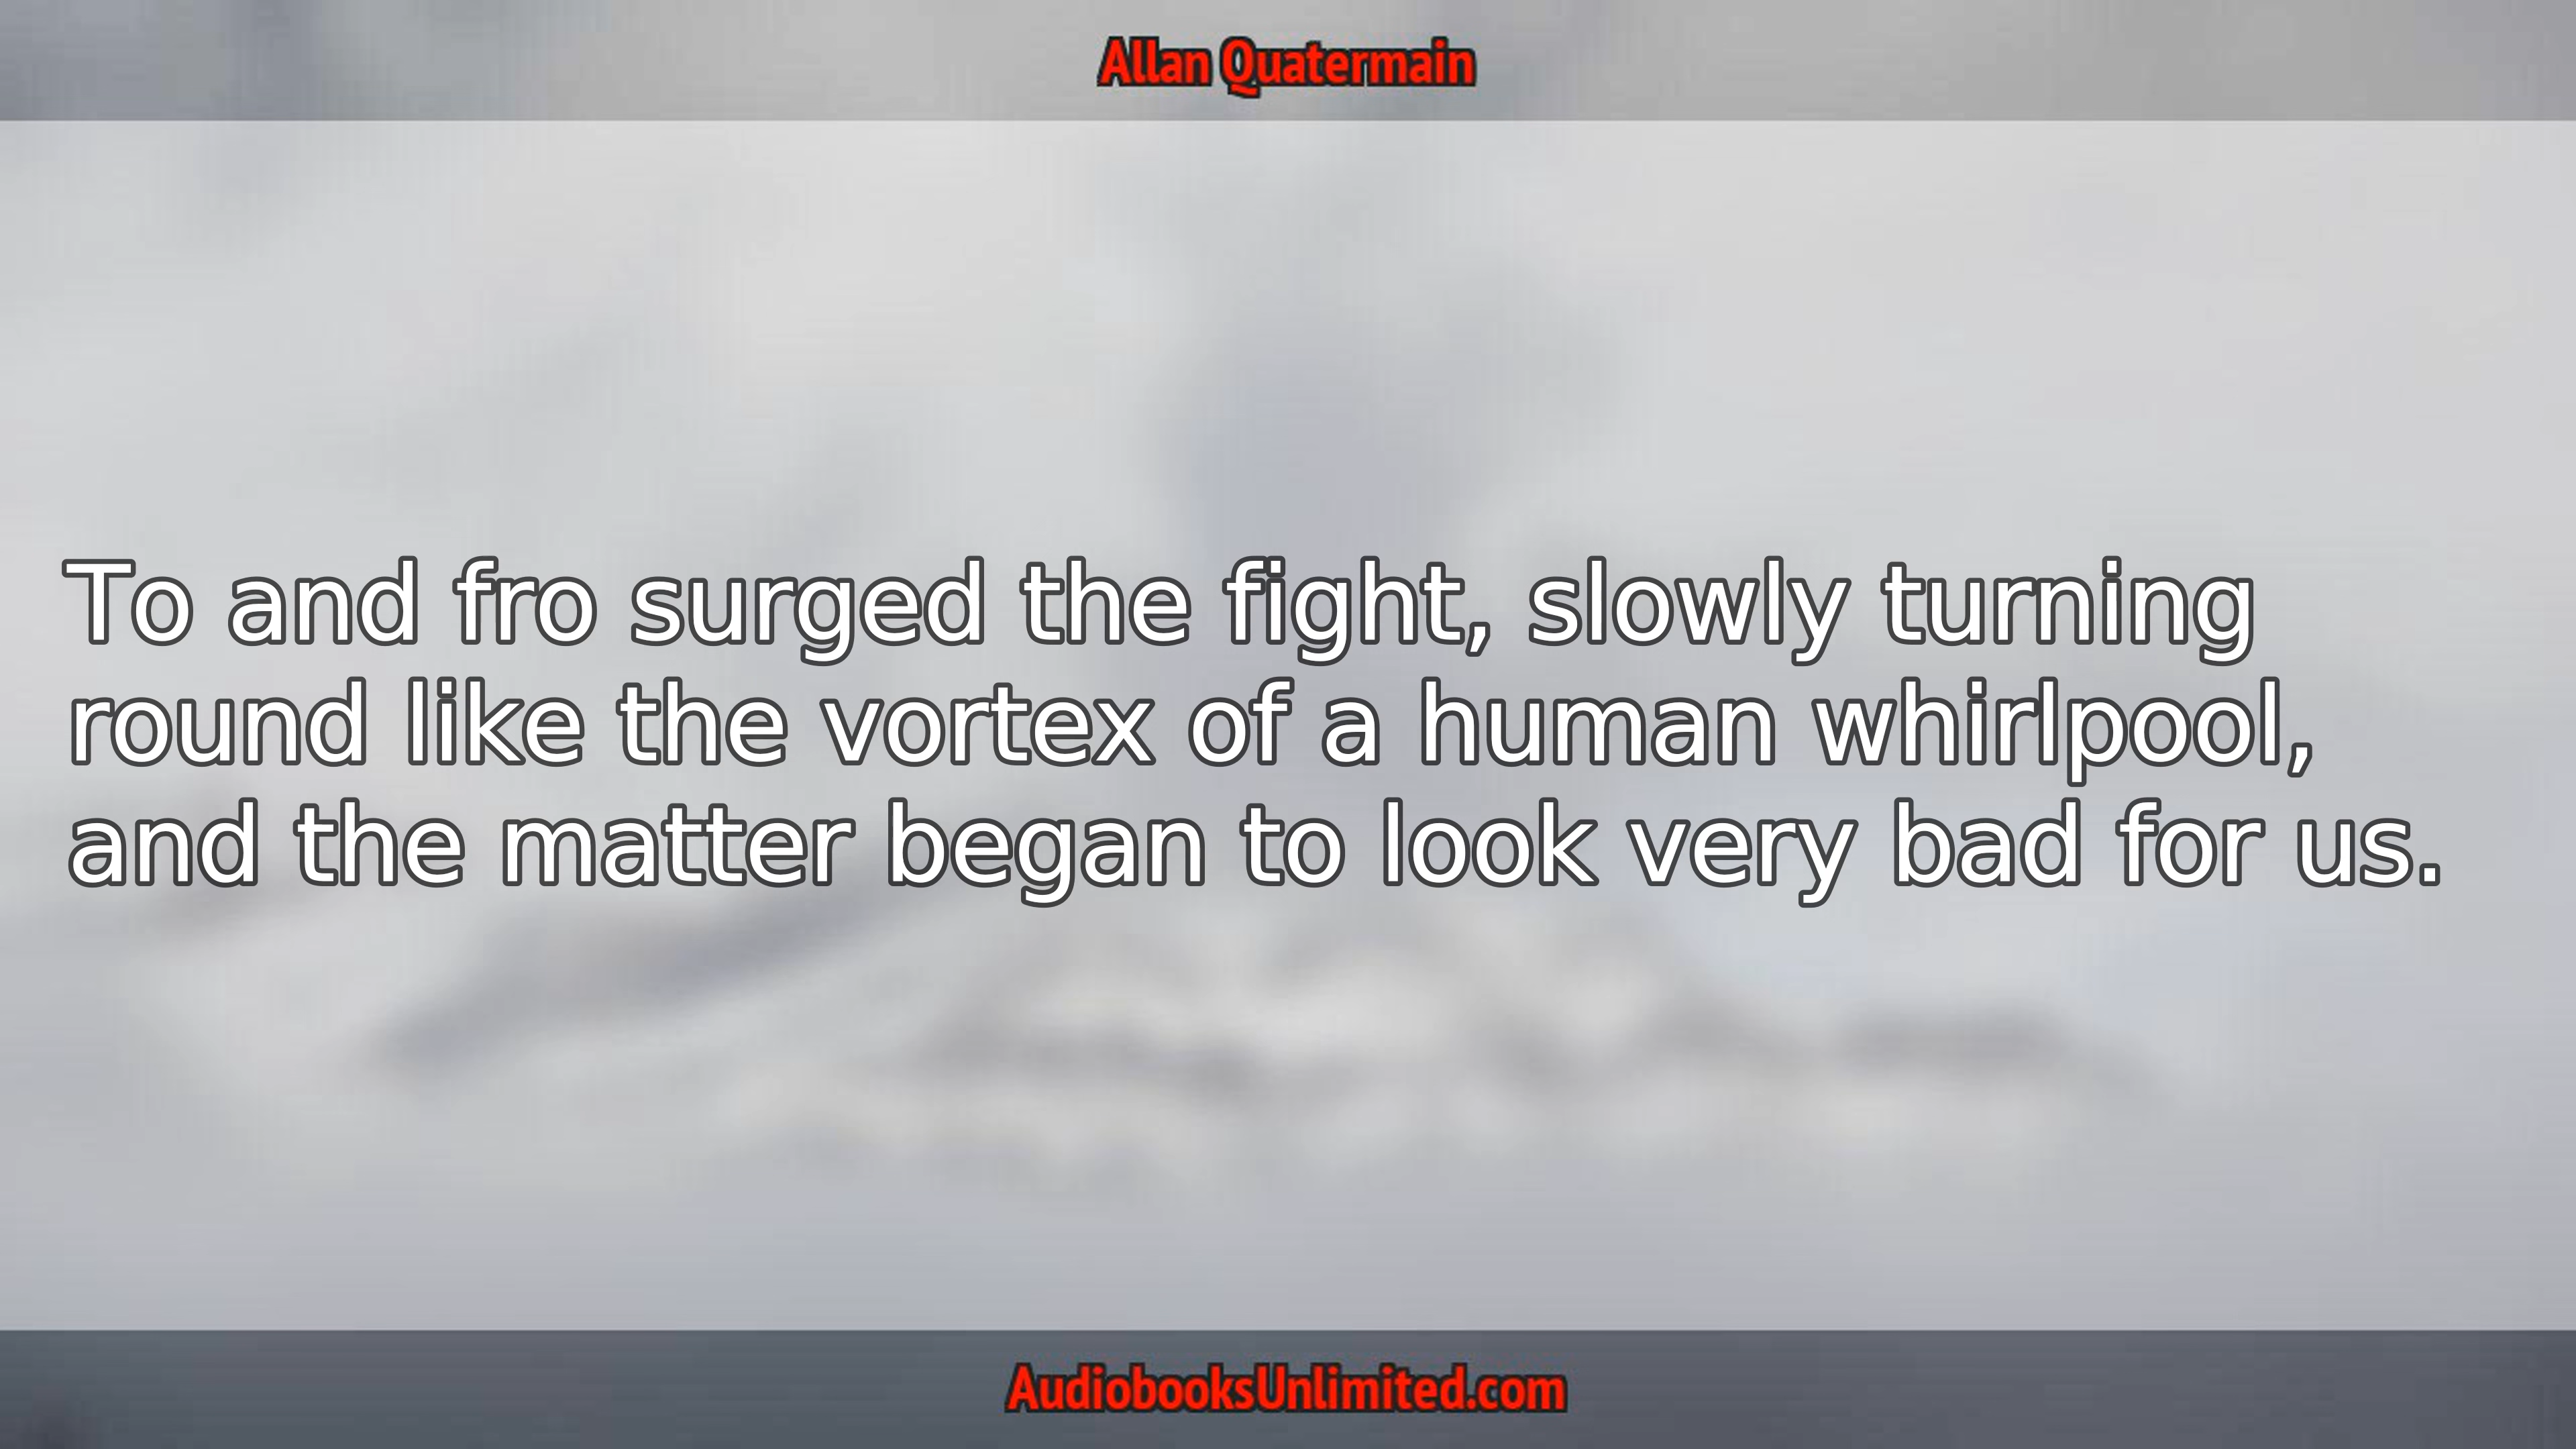 Allan Quatermain
To and fro surged the fight, slowly turning
round like the vortex of a human whirlpool,
and the matter began to look very bad for us.
AudiobooksUnlimited.com